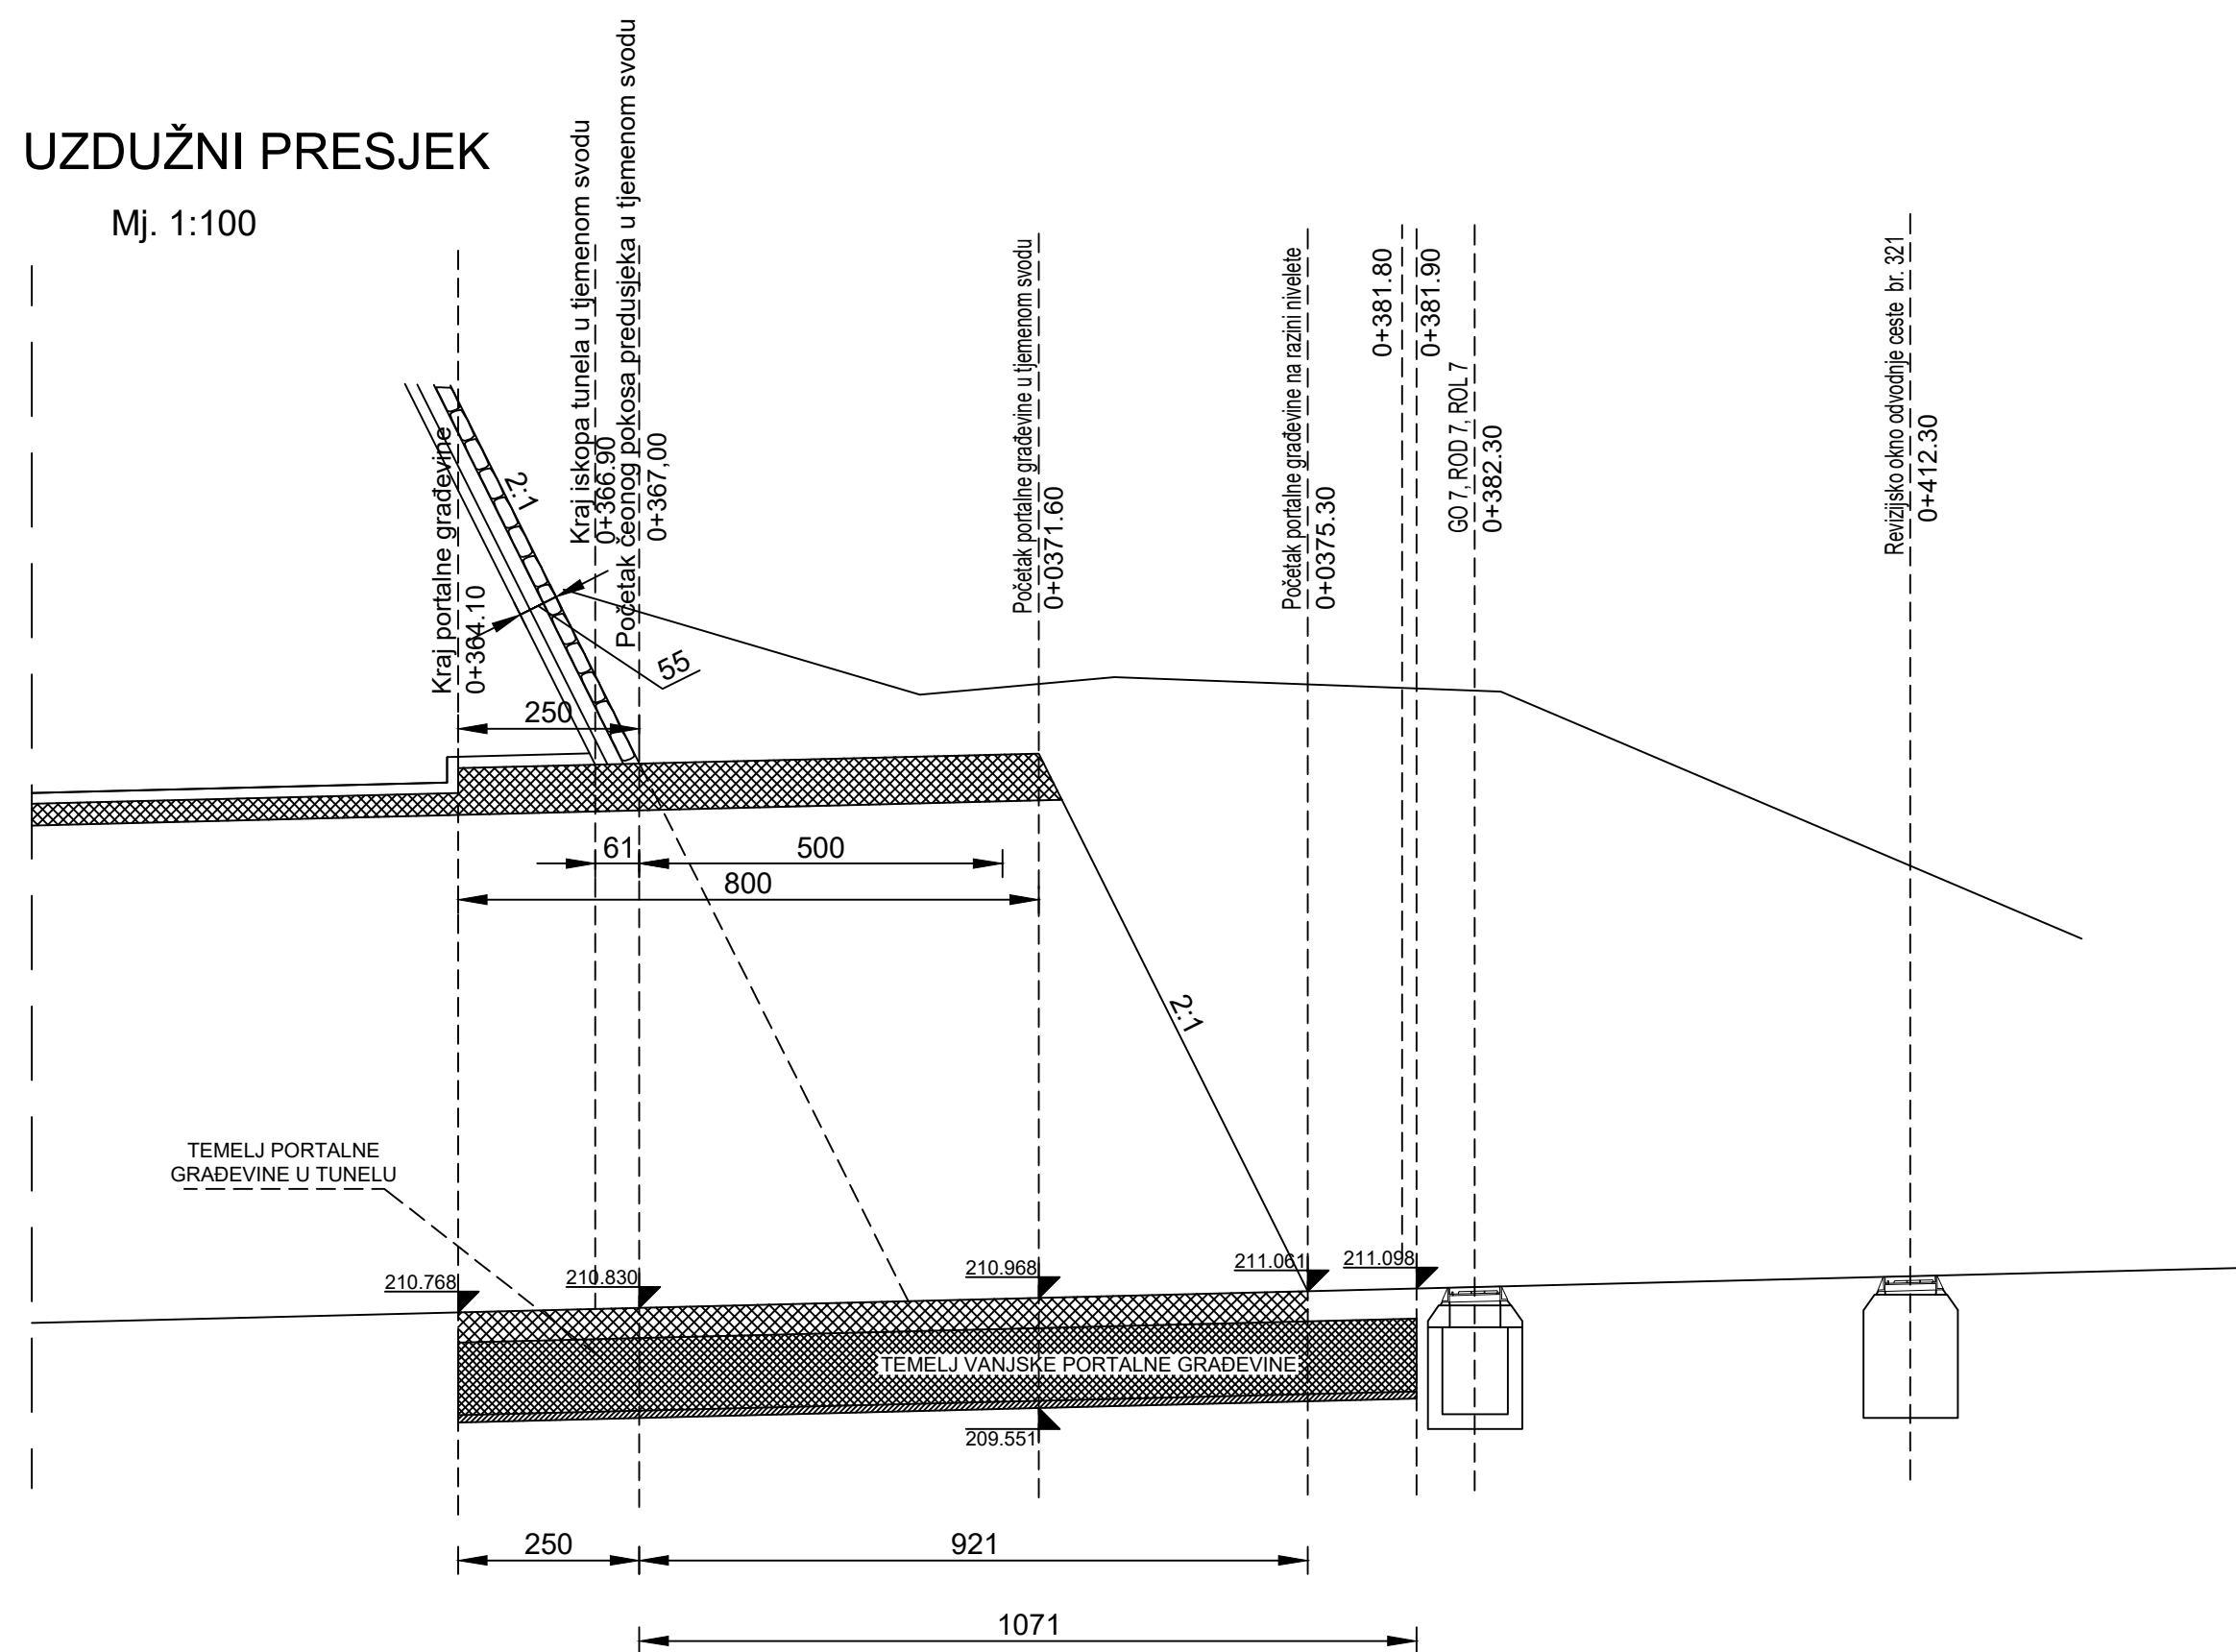 UZDUŽNI PRESJEK
Mj. 1:100
Kraj portalne građevine
0+364.10
Kraj iskopa tunela u tjemenom svodu
0+366.90
Početak čeonog pokosa predusjeka u tjemenom svodu
0+367,00
Početak portalne građevine u tjemenom svodu
0+0371.60
Početak portalne građevine na razini nivelete
0+0375.30
0+381.80
0+381.90
GO 7, ROD 7, ROL 7
0+382.30
Revizijsko okno odvodnje ceste br. 321
0+412.30
2:1
55
250
61
500
800
2:1
TEMELJ PORTALNE
GRAĐEVINE U TUNELU
210.768
210.830
210.968
211.061
211.098
TEMELJ VANJSKE PORTALNE GRAĐEVINE
209.551
250
921
1071